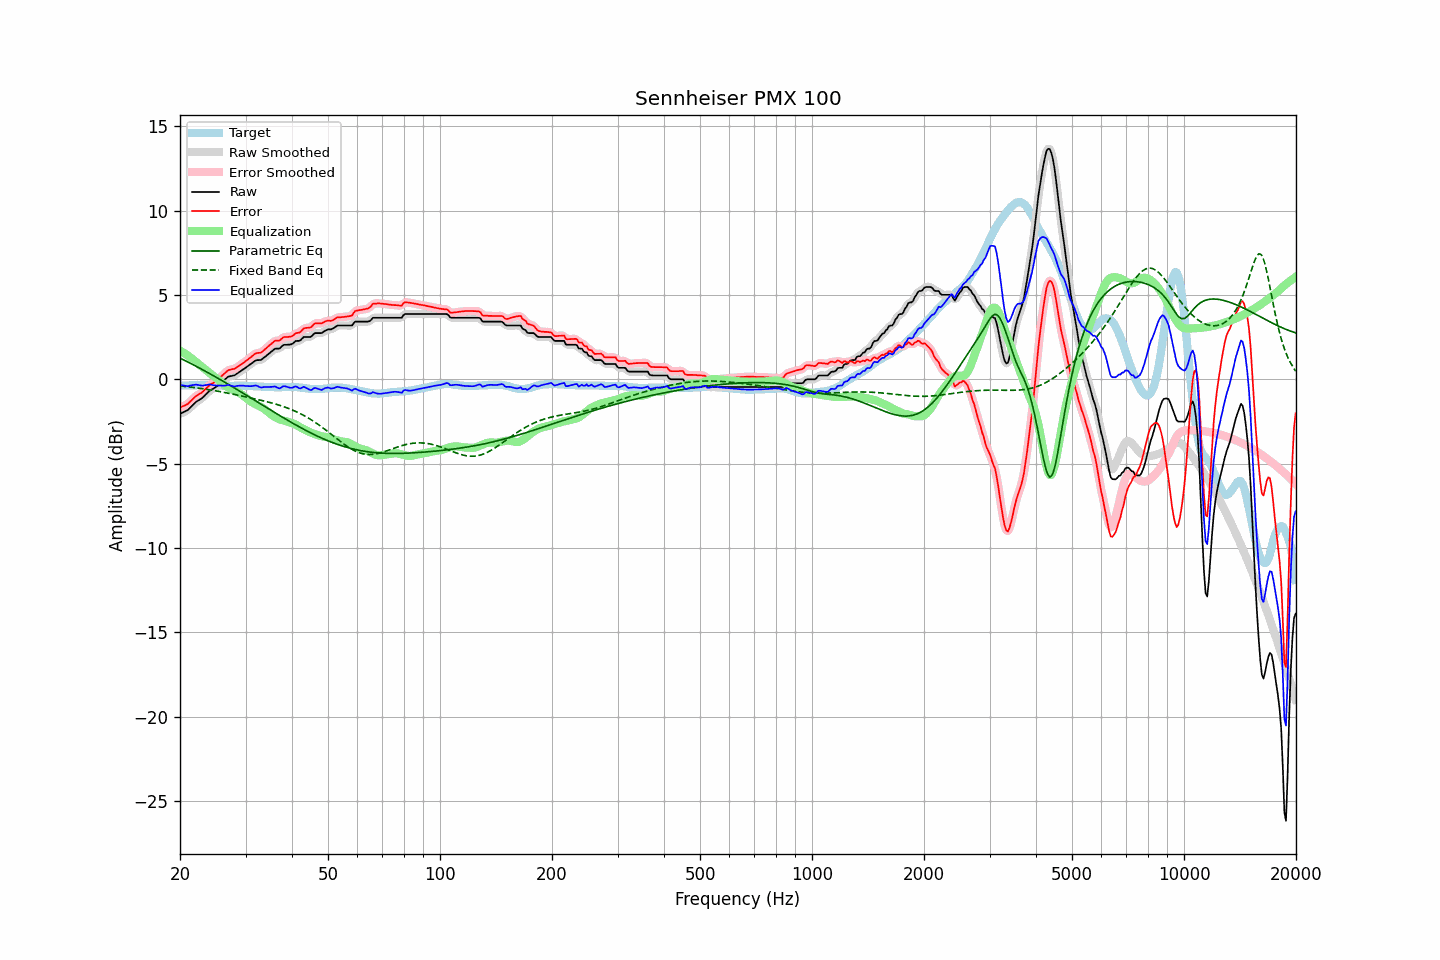 Sennheiser PMX 100
Target
Raw Smoothed
Error Smoothed
Raw
Error
Equalization
Parametric Eq
Fixed Band Eq
Equalized
15
10
5
0
−5
−10
−15
−20
−25
Amplitude (dBr)
20 50 100 200 500 1000 2000 5000 10000 20000
Frequency (Hz)